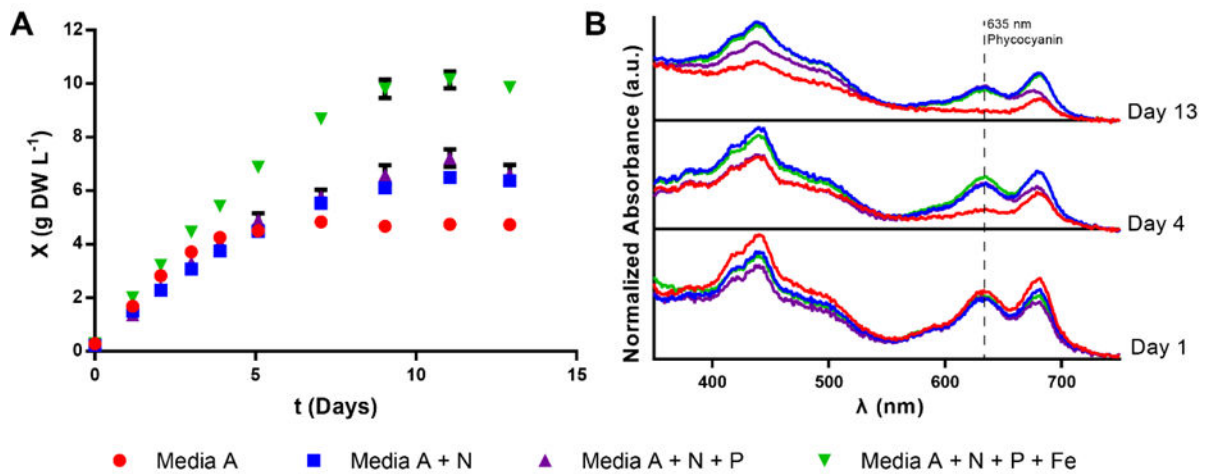 A
X (g DW L⁻¹)
12
10
8
6
4
2
0
0
5
10
15
t (Days)
B
Normalized Absorbance (a.u.)
635 nm
Phycocyanin
Day 13
Day 4
Day 1
400
500
600
700
λ (nm)
Media A
Media A + N
Media A + N + P
Media A + N + P + Fe